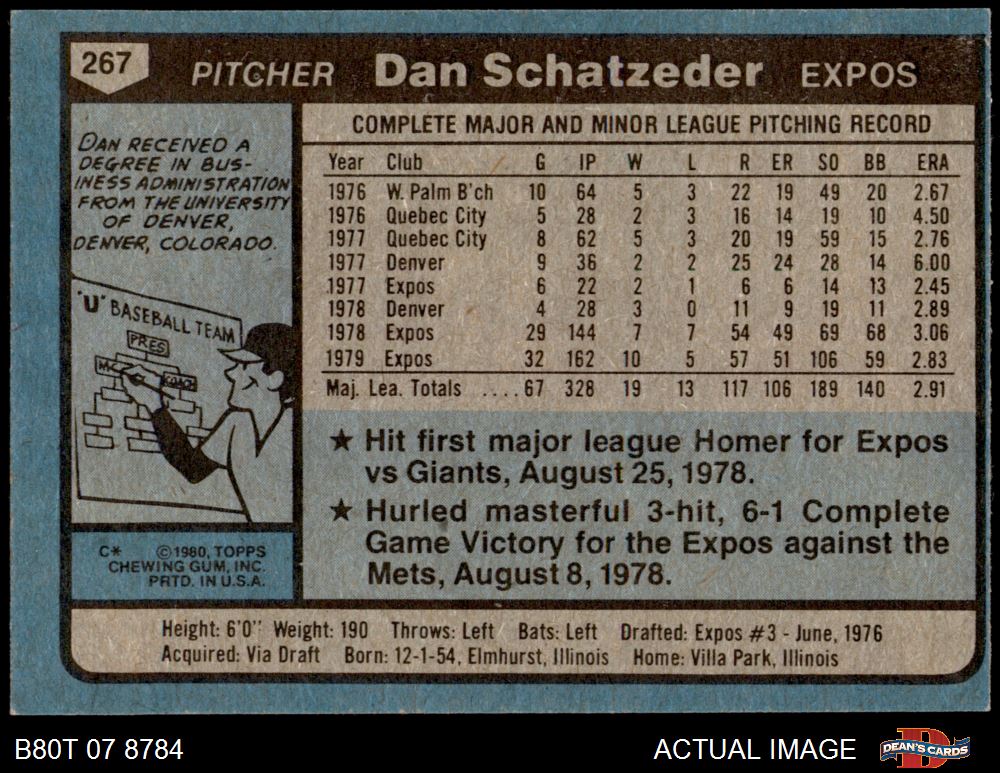 267 PITCHER Dan Schatzeder EXPOS
DAN RECEIVED A
DEGREE IN BUS-
INESS ADMINISTRATION
FROM THE UNIVERSITY
OF DENVER,
DENVER, COLORADO.
"U" BASEBALL TEAM
PRES
COACH
C* ©1980, TOPPS
CHEWING GUM, INC.
PRTD. IN U.S.A.
COMPLETE MAJOR AND MINOR LEAGUE PITCHING RECORD
Year Club G IP W L R ER SO BB ERA
1976 W. Palm B'ch 10 64 5 3 22 19 49 20 2.67
1976 Quebec City 5 28 2 3 16 14 19 10 4.50
1977 Quebec City 8 62 5 3 20 19 59 15 2.76
1977 Denver 9 36 2 2 25 24 28 14 6.00
1977 Expos 6 22 2 1 6 6 14 13 2.45
1978 Denver 4 28 3 0 11 9 19 11 2.89
1978 Expos 29 144 7 7 54 49 69 68 3.06
1979 Expos 32 162 10 5 57 51 106 59 2.83
Maj. Lea. Totals ....67 328 19 13 117 106 189 140 2.91
★ Hit first major league Homer for Expos
vs Giants, August 25, 1978.
★ Hurled masterful 3-hit, 6-1 Complete
Game Victory for the Expos against the
Mets, August 8, 1978.
Height: 6'0" Weight: 190 Throws: Left Bats: Left Drafted: Expos #3 - June, 1976
Acquired: Via Draft Born: 12-1-54, Elmhurst, Illinois Home: Villa Park, Illinois
B80T 07 8784 ACTUAL IMAGE DEAN'S CARDS